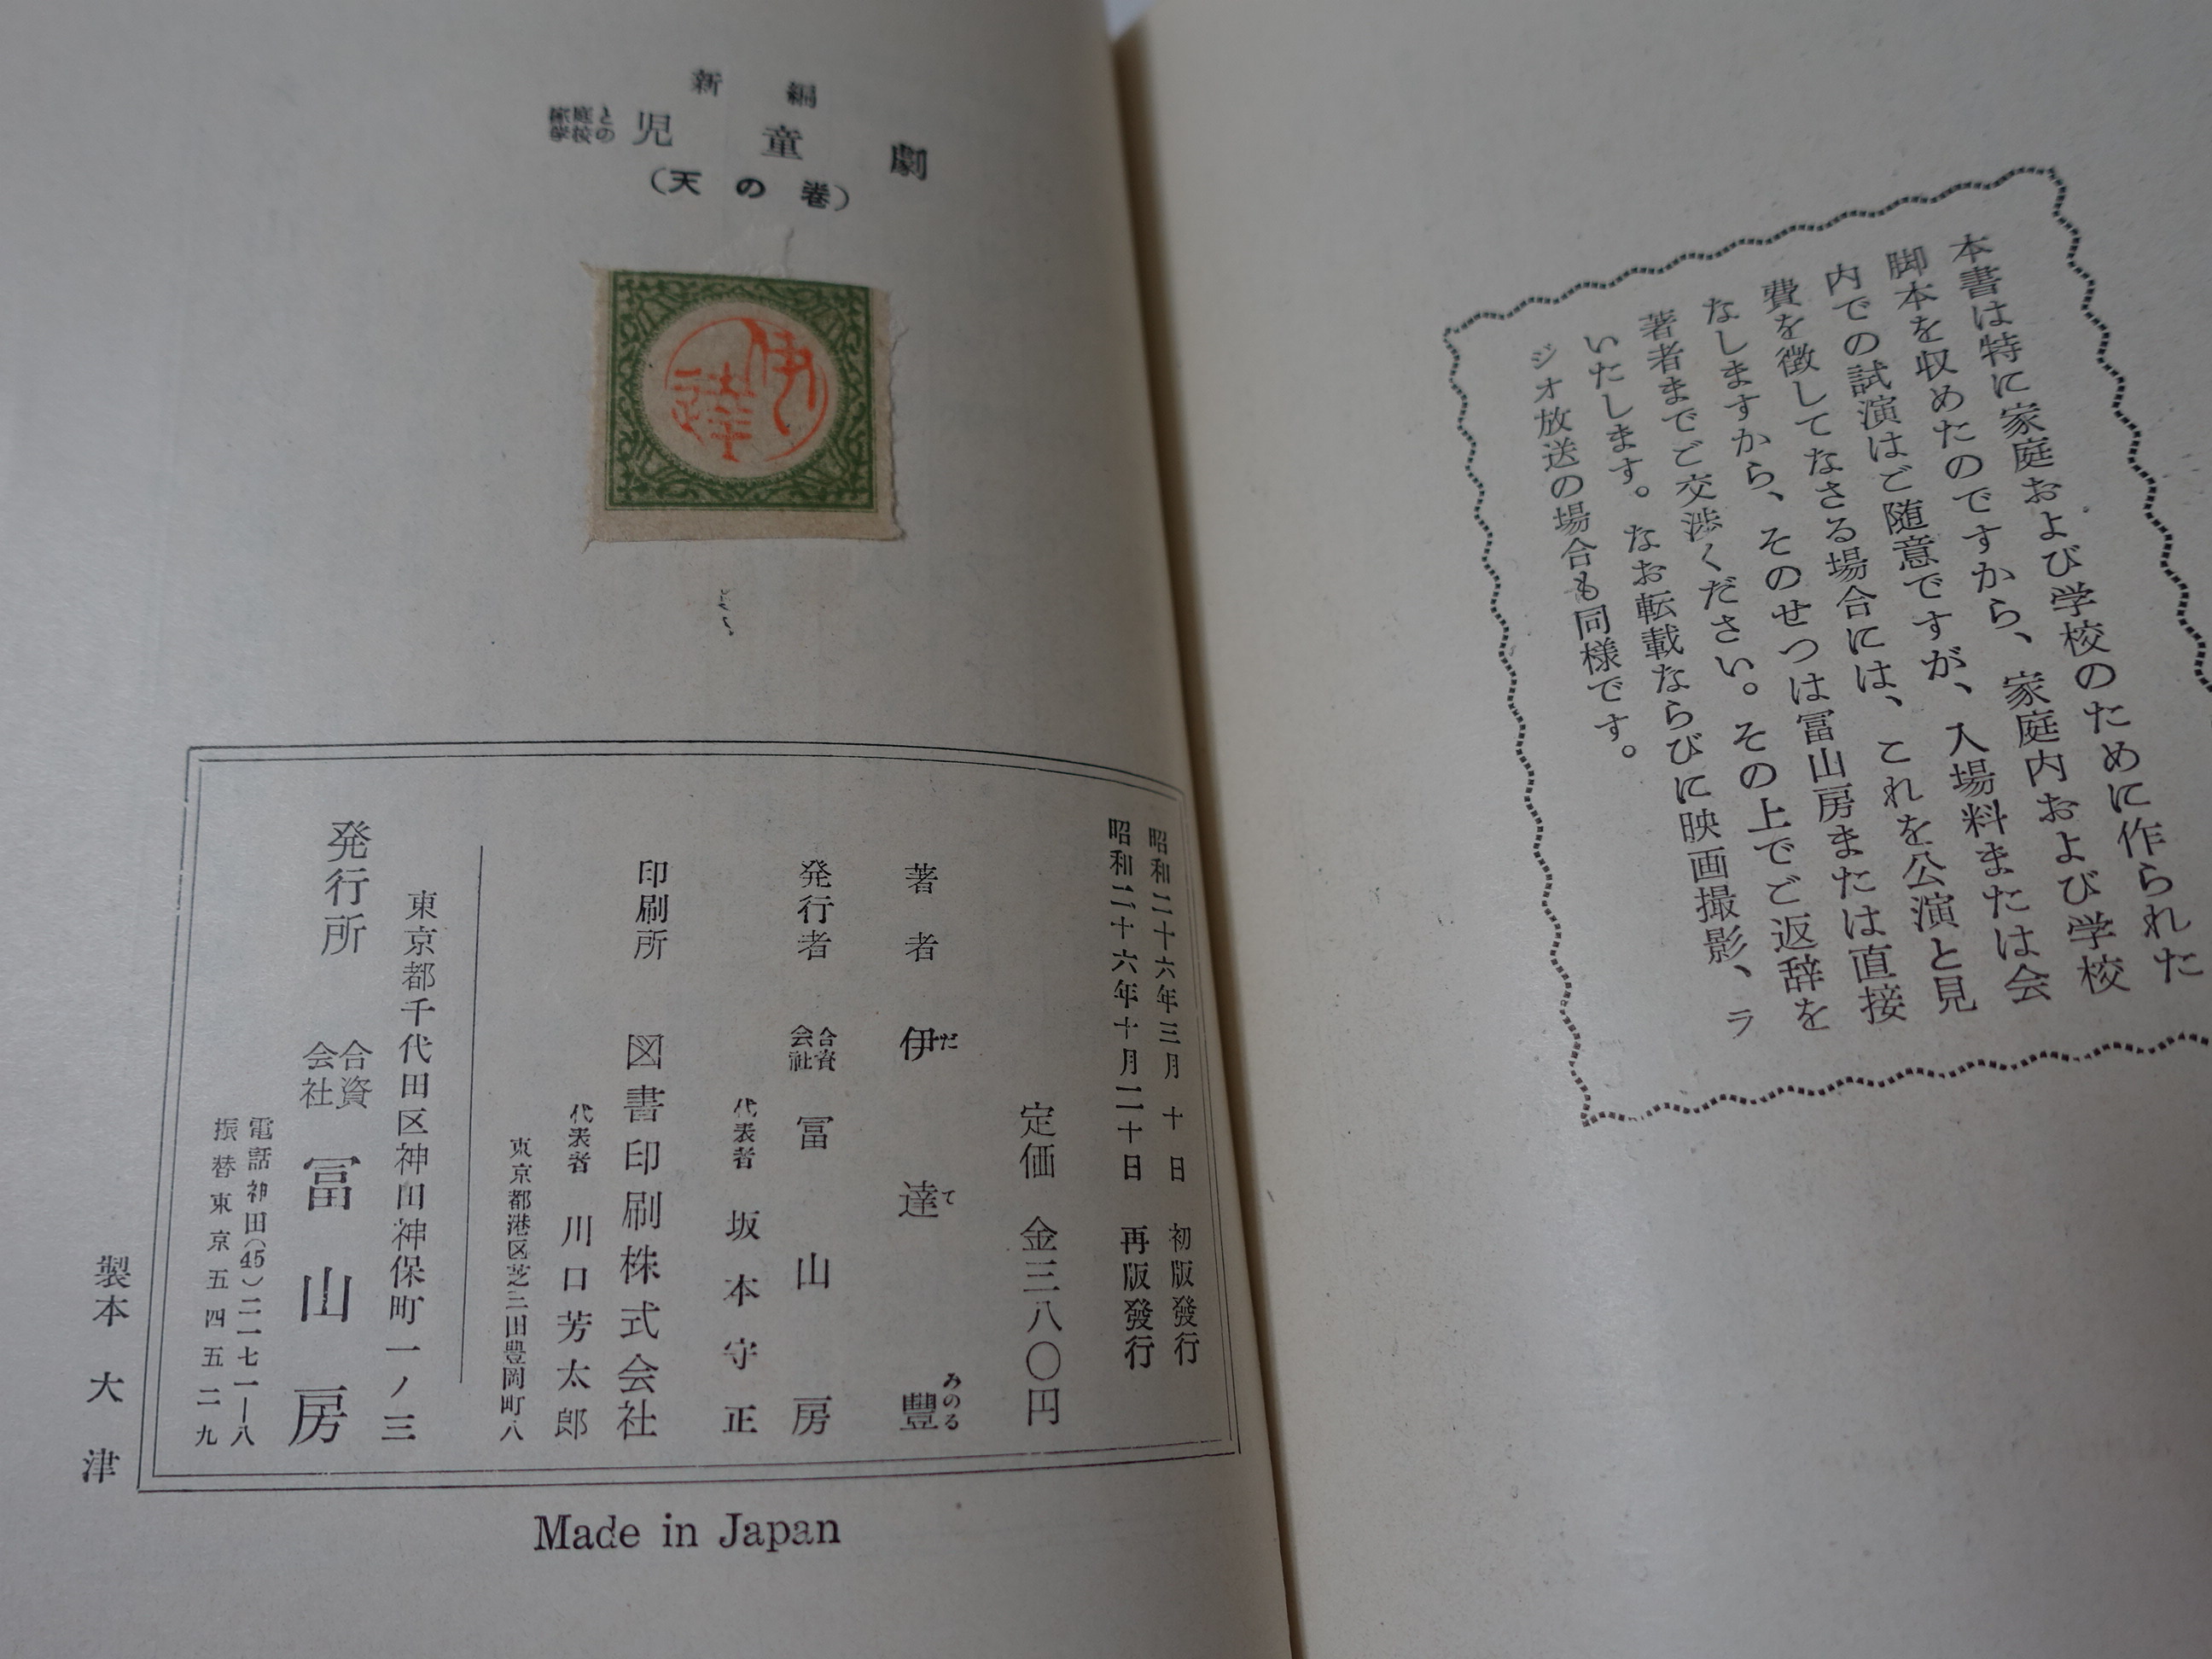 本書は特に家庭および学校のために作られた
脚本を収めたのですから、家庭内および学校
内での試演はご随意ですが、入場料または会
費を徴してなさる場合には、これを公演と見
なしますから、そのせつは冨山房または直接
著者までご交渉ください。その上でご返辞を
いたします。なお転載ならびに映画撮影、ラ
ジオ放送の場合も同様です。
新編
家庭と学校の 児童劇
(天の巻)
伊達
昭和二十六年三月十日 初版發行
昭和二十六年十月二十日 再版發行
定価 金三八〇円
著者 伊達豐
だ て みのる
発行者 合資会社 冨山房
代表者 坂本守正
印刷所 図書印刷株式会社
代表者 川口芳太郎
東京都港区芝三田豊岡町八
東京都千代田区神田神保町一ノ三
発行所 合資会社 冨山房
電話神田(45)二一七一―八
振替東京五四五二九
製本 大津
Made in Japan